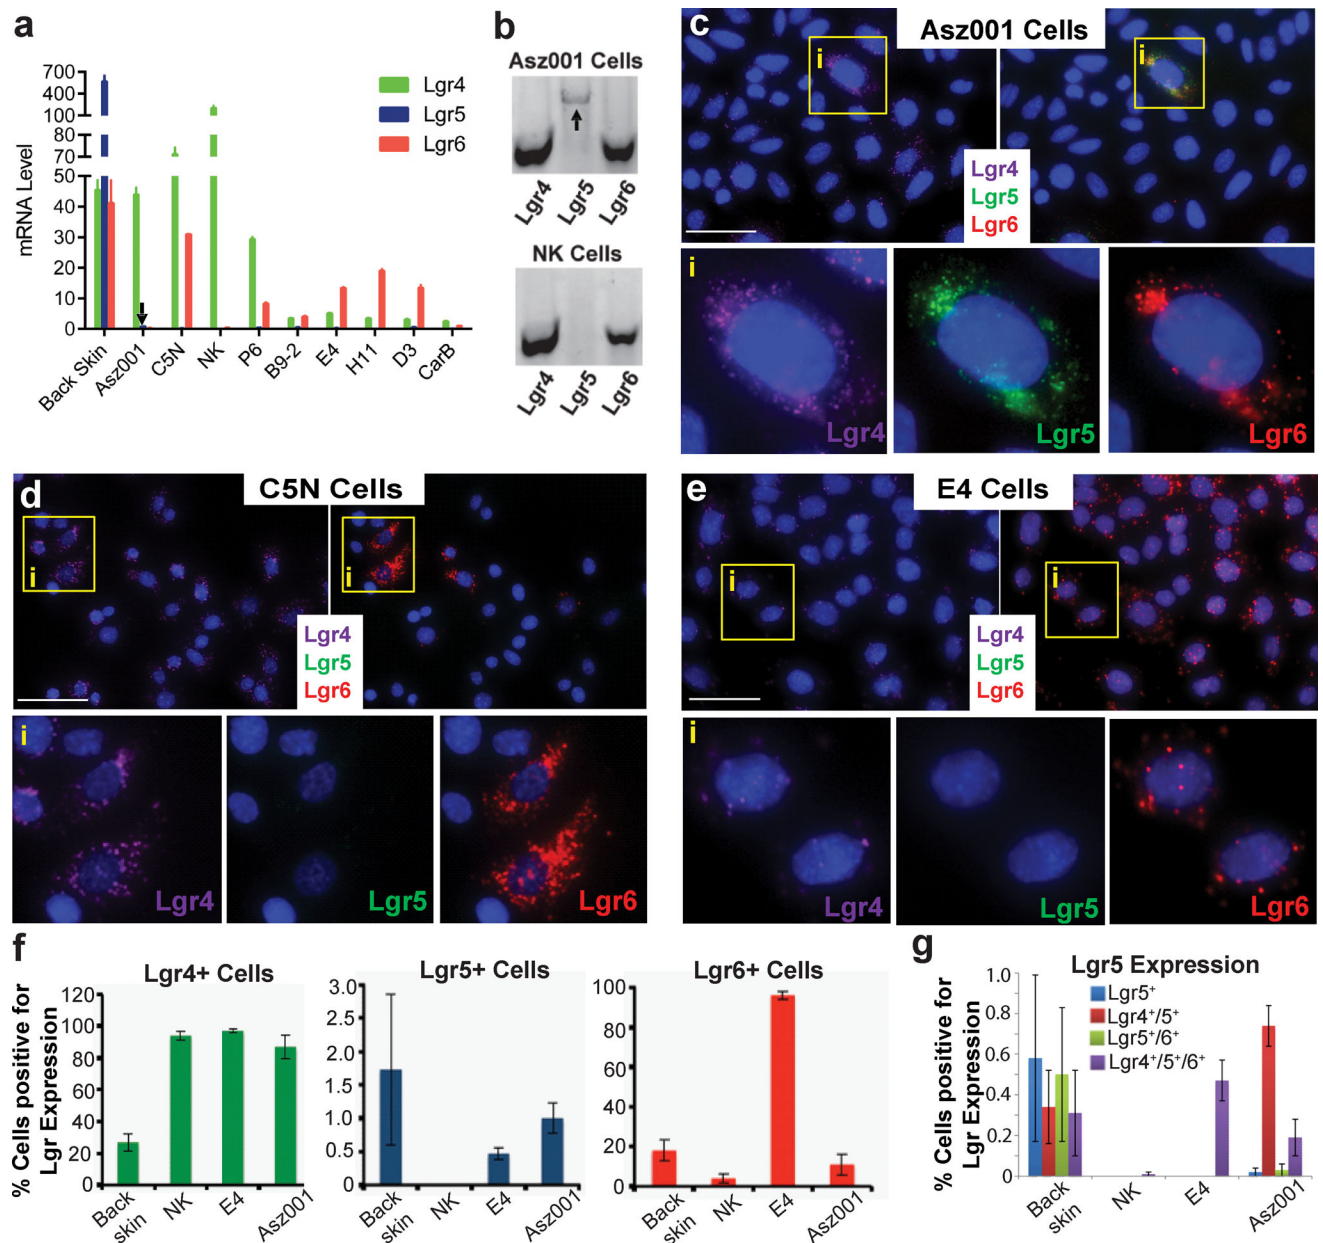 a
700
400
100
80
70
50
40
30
20
10
0
mRNA Level
Lgr4
Lgr5
Lgr6
Back Skin
Asz001
C5N
NK
P6
B9-2
E4
H11
D3
CarB
b
Asz001 Cells
Lgr4
Lgr5
Lgr6
NK Cells
Lgr4
Lgr5
Lgr6
c
Asz001 Cells
i
i
Lgr4
Lgr5
Lgr6
i
Lgr4
Lgr5
Lgr6
d
C5N Cells
i
i
Lgr4
Lgr5
Lgr6
i
Lgr4
Lgr5
Lgr6
e
E4 Cells
i
i
Lgr4
Lgr5
Lgr6
i
Lgr4
Lgr5
Lgr6
f
% Cells positive for
Lgr Expression
Lgr4+ Cells
120
100
80
60
40
20
0
Back
skin
NK
E4
Asz001
Lgr5+ Cells
3.0
2.5
2.0
1.5
1.0
0.5
0
Back
skin
NK
E4
Asz001
Lgr6+ Cells
100
80
60
40
20
0
Back
skin
NK
E4
Asz001
g
Lgr5 Expression
% Cells positive for
Lgr Expression
1.0
0.8
0.6
0.4
0.2
0
Lgr5⁺
Lgr4⁺/5⁺
Lgr5⁺/6⁺
Lgr4⁺/5⁺/6⁺
Back
skin
NK
E4
Asz001